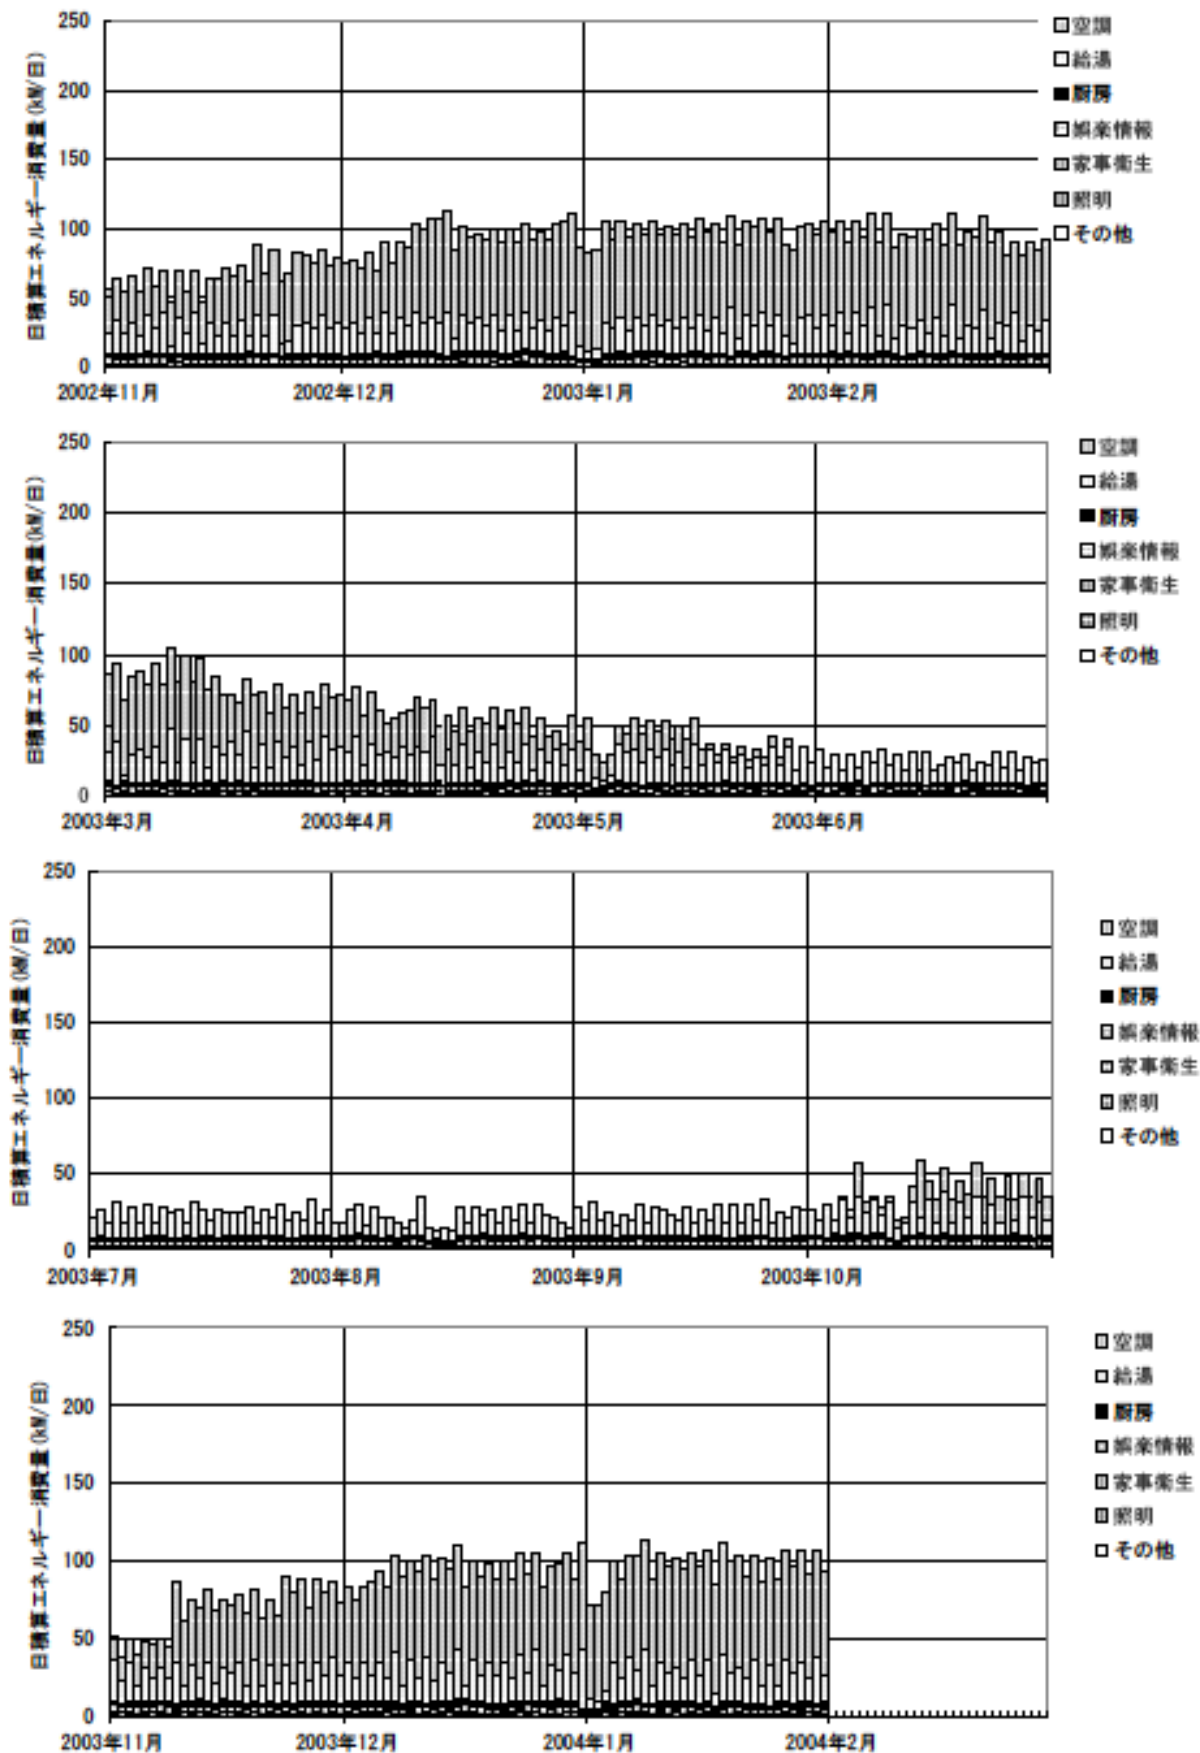 日積算エネルギー消費量(kW/日)
250
200
150
100
50
0
2002年11月 2002年12月 2003年1月 2003年2月
空調
給湯
厨房
娯楽情報
家事衛生
照明
その他
日積算エネルギー消費量(kW/日)
250
200
150
100
50
0
2003年3月 2003年4月 2003年5月 2003年6月
空調
給湯
厨房
娯楽情報
家事衛生
照明
その他
日積算エネルギー消費量(kW/日)
250
200
150
100
50
0
2003年7月 2003年8月 2003年9月 2003年10月
空調
給湯
厨房
娯楽情報
家事衛生
照明
その他
日積算エネルギー消費量(kW/日)
250
200
150
100
50
0
2003年11月 2003年12月 2004年1月 2004年2月
空調
給湯
厨房
娯楽情報
家事衛生
照明
その他